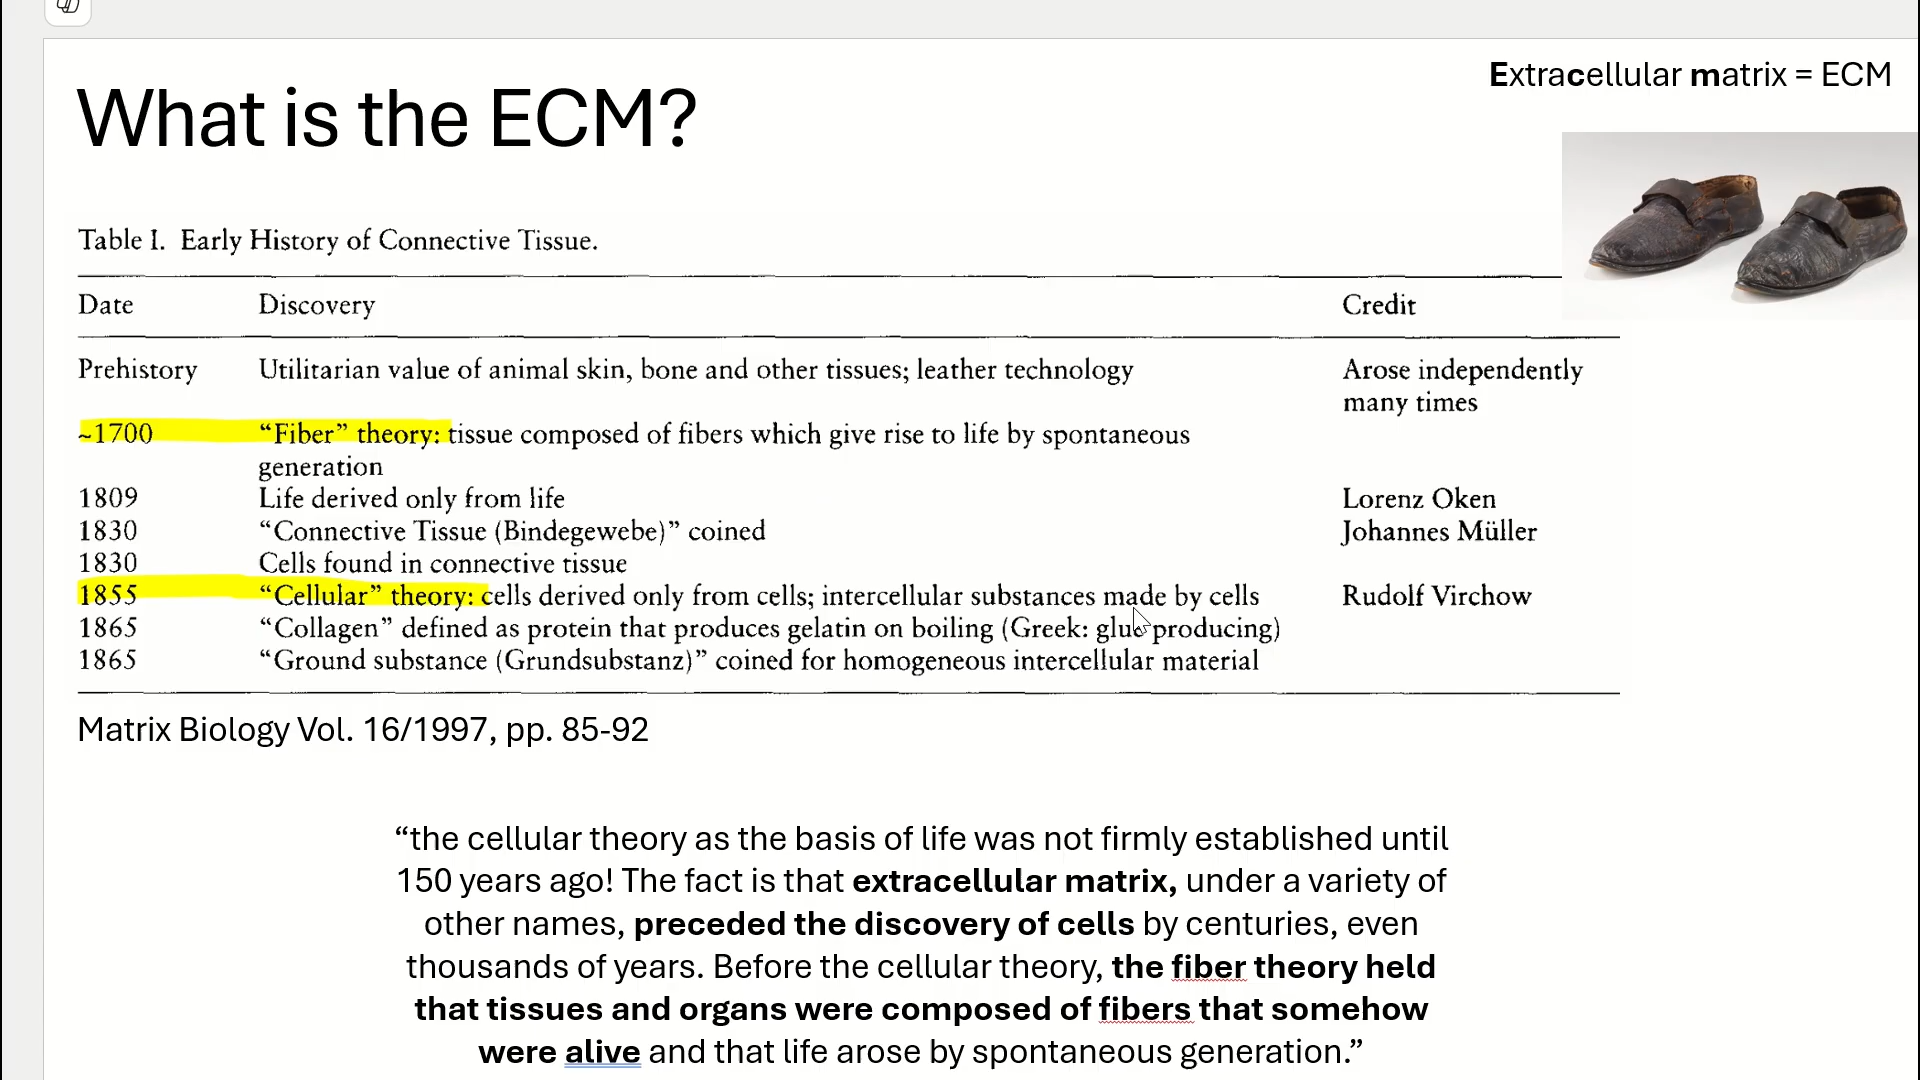 What is the ECM?
Extracellular matrix = ECM
Table I. Early History of Connective Tissue.
Date Discovery Credit
Prehistory Utilitarian value of animal skin, bone and other tissues; leather technology Arose independently
many times
~1700 “Fiber” theory: tissue composed of fibers which give rise to life by spontaneous
generation
1809 Life derived only from life Lorenz Oken
1830 “Connective Tissue (Bindegewebe)” coined Johannes Müller
1830 Cells found in connective tissue
1855 “Cellular” theory: cells derived only from cells; intercellular substances made by cells Rudolf Virchow
1865 “Collagen” defined as protein that produces gelatin on boiling (Greek: glue producing)
1865 “Ground substance (Grundsubstanz)” coined for homogeneous intercellular material
Matrix Biology Vol. 16/1997, pp. 85-92
“the cellular theory as the basis of life was not firmly established until
150 years ago! The fact is that extracellular matrix, under a variety of
other names, preceded the discovery of cells by centuries, even
thousands of years. Before the cellular theory, the fiber theory held
that tissues and organs were composed of fibers that somehow
were alive and that life arose by spontaneous generation.”